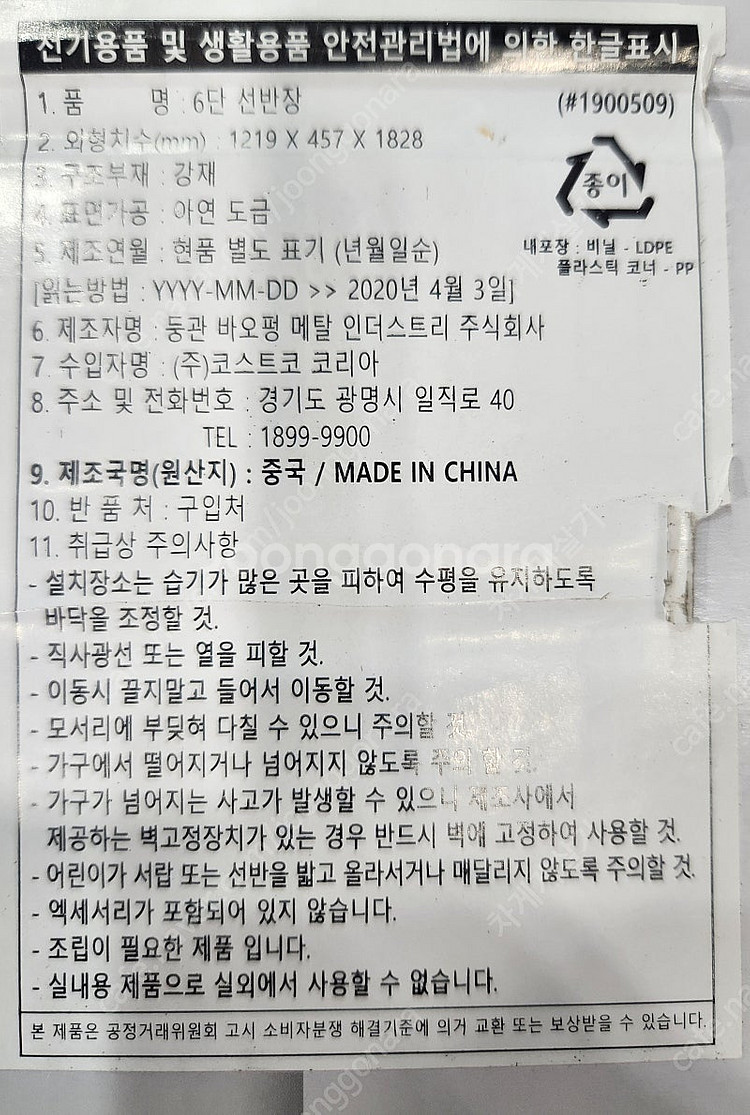 전기용품 및 생활용품 안전관리법에 의한 한글표시
1. 품 명 : 6단 선반장 (#1900509)
2. 외형치수(mm) : 1219 X 457 X 1828
3. 구조부재 : 강재
종이
4. 표면가공 : 아연 도금
5. 제조연월 : 현품 별도 표기 (년월일순)
내포장 : 비닐 - LDPE
플라스틱 코너 - PP
[읽는방법 : YYYY-MM-DD >> 2020년 4월 3일]
6. 제조자명 : 둥관 바오펑 메탈 인더스트리 주식회사
7. 수입자명 : (주)코스트코 코리아
8. 주소 및 전화번호 : 경기도 광명시 일직로 40
TEL : 1899-9900
9. 제조국명(원산지) : 중국 / MADE IN CHINA
10. 반 품 처 : 구입처
11. 취급상 주의사항
- 설치장소는 습기가 많은 곳을 피하여 수평을 유지하도록
바닥을 조정할 것.
- 직사광선 또는 열을 피할 것.
- 이동시 끌지말고 들어서 이동할 것.
- 모서리에 부딪혀 다칠 수 있으니 주의할 것.
- 가구에서 떨어지거나 넘어지지 않도록 주의 할 것.
- 가구가 넘어지는 사고가 발생할 수 있으니 제조사에서
제공하는 벽고정장치가 있는 경우 반드시 벽에 고정하여 사용할 것.
- 어린이가 서랍 또는 선반을 밟고 올라서거나 매달리지 않도록 주의할 것.
- 엑세서리가 포함되어 있지 않습니다.
- 조립이 필요한 제품 입니다.
- 실내용 제품으로 실외에서 사용할 수 없습니다.
본 제품은 공정거래위원회 고시 소비자분쟁 해결기준에 의거 교환 또는 보상받을 수 있습니다.
joonggonara